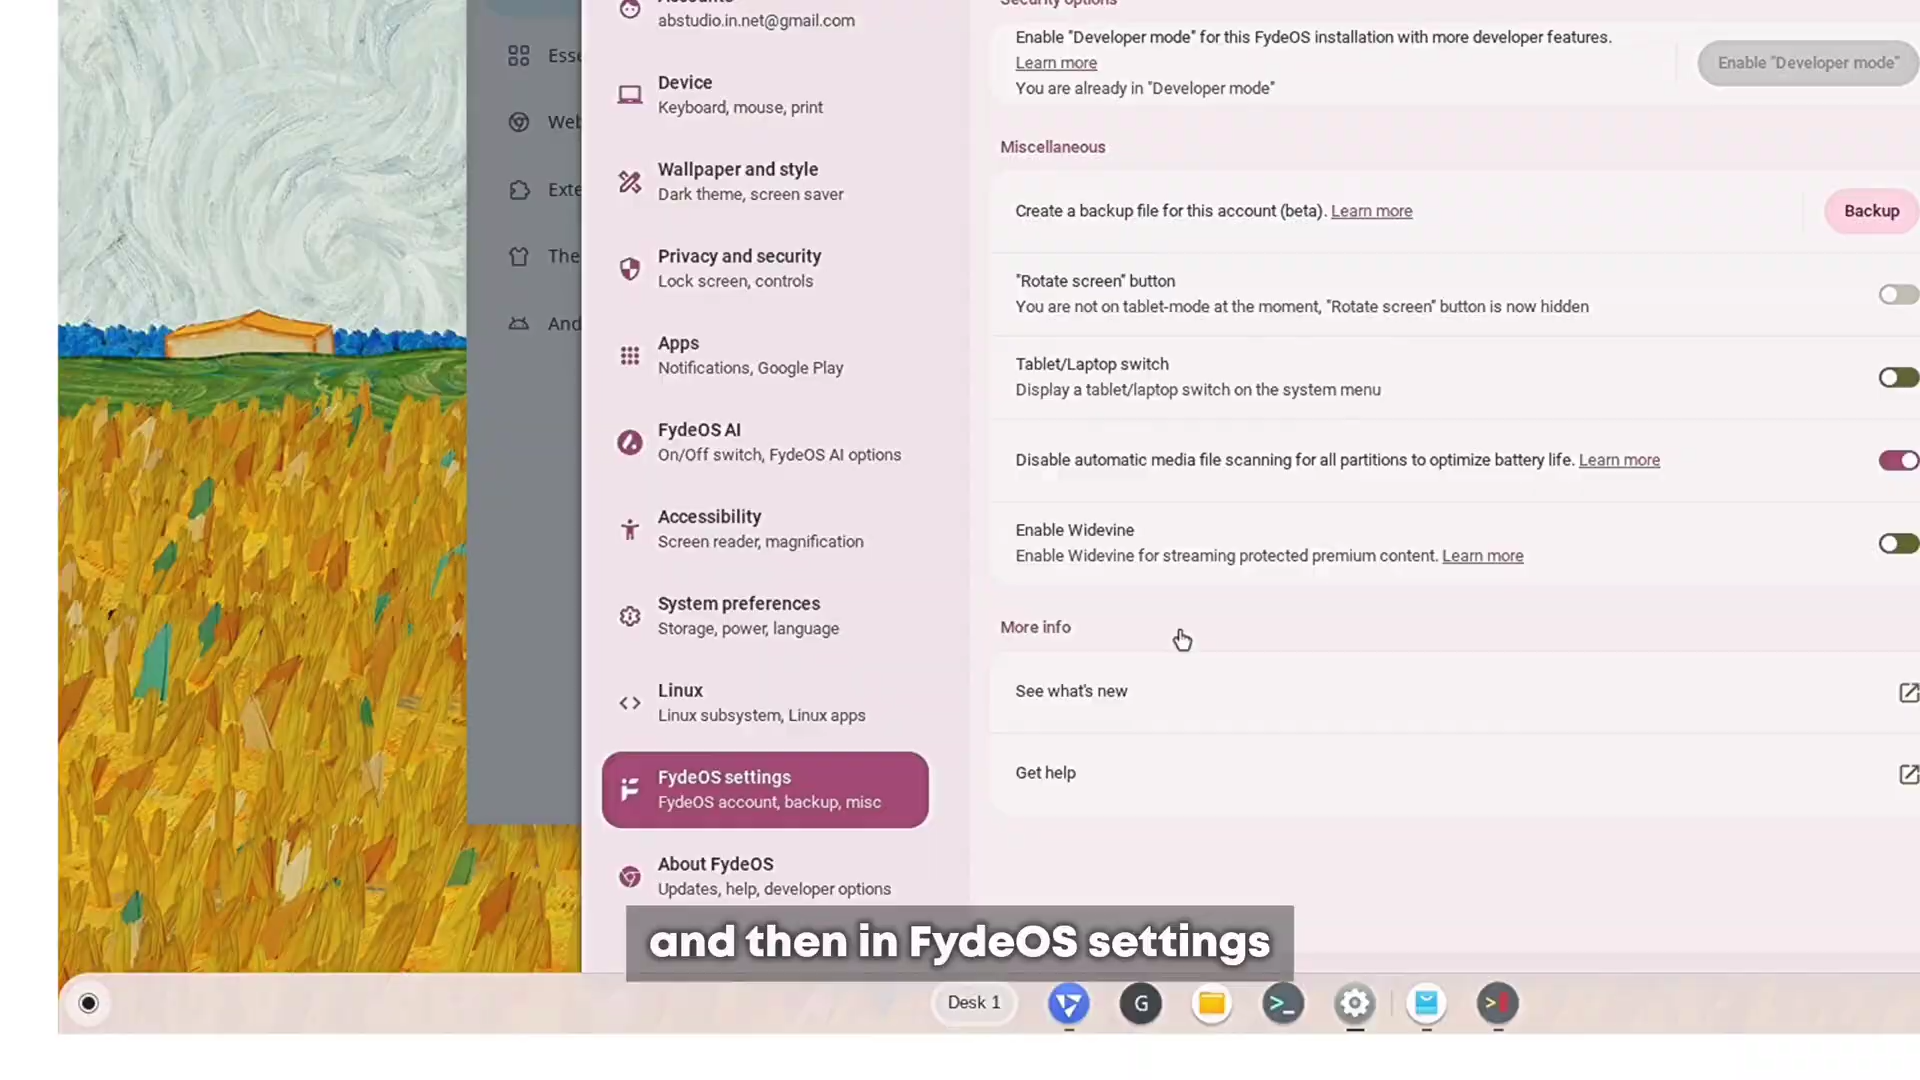 Accounts
abstudio.in.net@gmail.com
Device
Keyboard, mouse, print
Wallpaper and style
Dark theme, screen saver
Privacy and security
Lock screen, controls
Apps
Notifications, Google Play
FydeOS AI
On/Off switch, FydeOS AI options
Accessibility
Screen reader, magnification
System preferences
Storage, power, language
Linux
Linux subsystem, Linux apps
FydeOS settings
FydeOS account, backup, misc
About FydeOS
Updates, help, developer options
Esse
Web
Exte
The
And
Security options
Enable "Developer mode" for this FydeOS installation with more developer features.
Learn more
You are already in "Developer mode"
Enable "Developer mode"
Miscellaneous
Create a backup file for this account (beta). Learn more
Backup
"Rotate screen" button
You are not on tablet-mode at the moment, "Rotate screen" button is now hidden
Tablet/Laptop switch
Display a tablet/laptop switch on the system menu
Disable automatic media file scanning for all partitions to optimize battery life. Learn more
Enable Widevine
Enable Widevine for streaming protected premium content. Learn more
More info
See what's new
Get help
and then in FydeOS settings
Desk 1
G